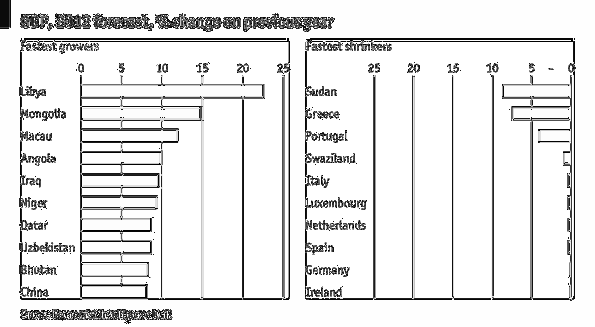 GDP, 2012 forecast, % change on previous year
Fastest growers
0 5 10 15 20 25
Libya
Mongolia
Macau
Angola
Iraq
Niger
Qatar
Uzbekistan
Bhutan
China
Fastest shrinkers
25 20 15 10 5 – 0
Sudan
Greece
Portugal
Swaziland
Italy
Luxembourg
Netherlands
Spain
Germany
Ireland